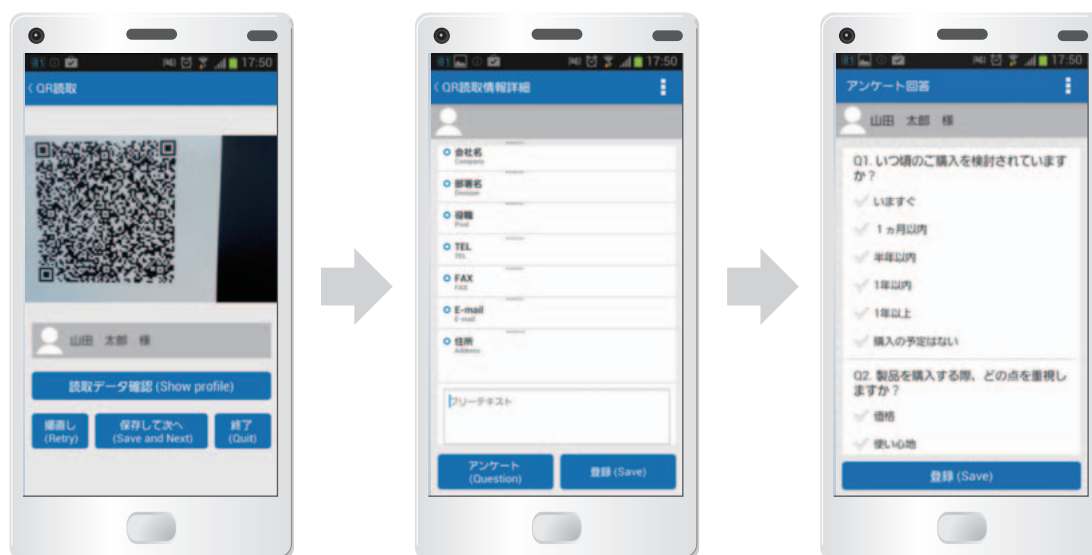 17:50
〈 QR読取
山田 太郎 様
読取データ確認 (Show profile)
撮直し
(Retry)
保存して次へ
(Save and Next)
終了
(Quit)
17:50
〈 QR読取情報詳細
会社名
Company
部署名
Division
役職
Post
TEL
TEL
FAX
FAX
E-mail
E-mail
住所
Address
フリーテキスト
アンケート
(Question)
登録 (Save)
17:50
アンケート回答
山田 太郎 様
Q1. いつ頃のご購入を検討されています
か？
いますぐ
1ヵ月以内
半年以内
1年以内
1年以上
購入の予定はない
Q2. 製品を購入する際、どの点を重視し
ますか？
価格
使い心地
登録 (Save)